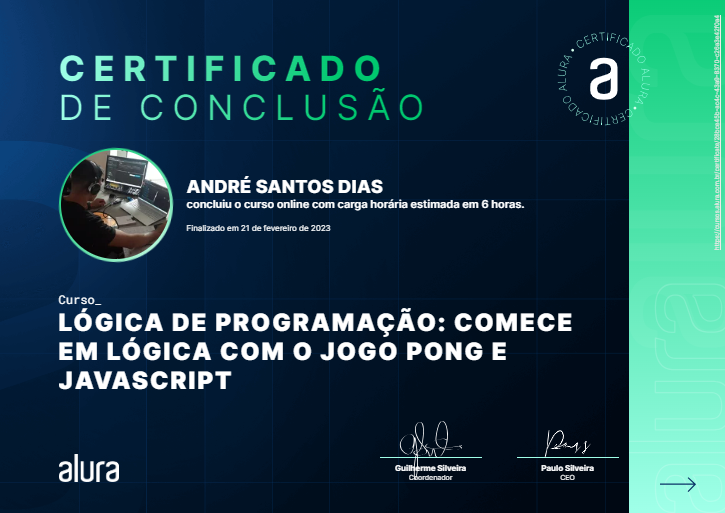 CERTIFICADO
DE CONCLUSÃO
CERTIFICADO ALURA • CERTIFICADO ALURA •
a
ANDRÉ SANTOS DIAS
concluiu o curso online com carga horária estimada em 6 horas.
Finalizado em 21 de fevereiro de 2023
Curso_
LÓGICA DE PROGRAMAÇÃO: COMECE
EM LÓGICA COM O JOGO PONG E
JAVASCRIPT
alura
Guilherme Silveira
Coordenador
Paulo Silveira
CEO
alura